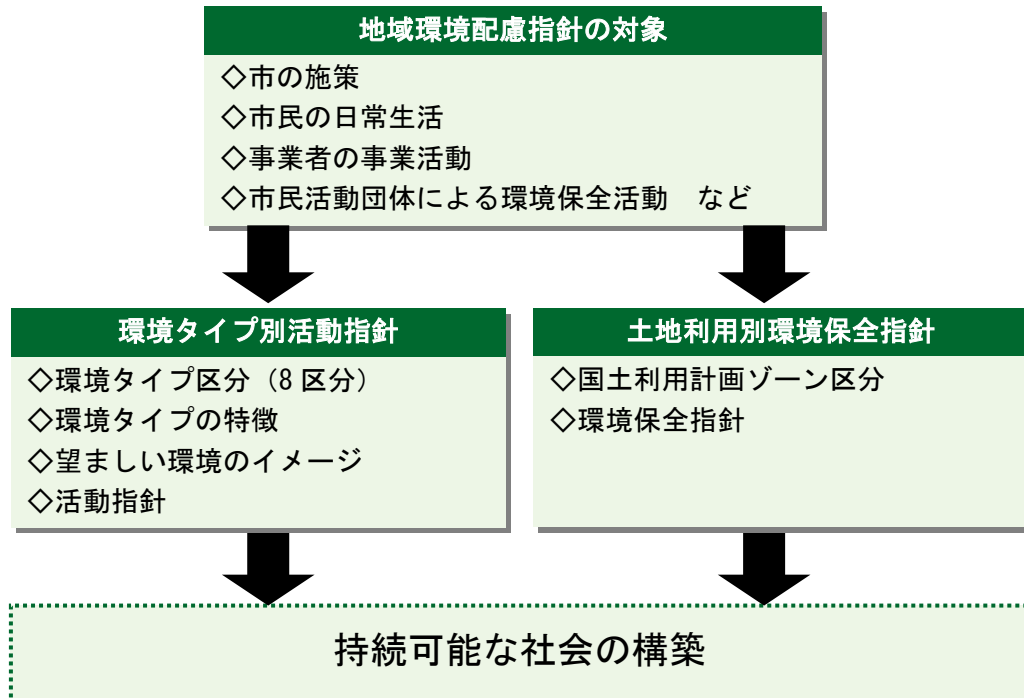 地域環境配慮指針の対象
◇市の施策
◇市民の日常生活
◇事業者の事業活動
◇市民活動団体による環境保全活動　など
環境タイプ別活動指針
◇環境タイプ区分（8 区分）
◇環境タイプの特徴
◇望ましい環境のイメージ
◇活動指針
土地利用別環境保全指針
◇国土利用計画ゾーン区分
◇環境保全指針
持続可能な社会の構築